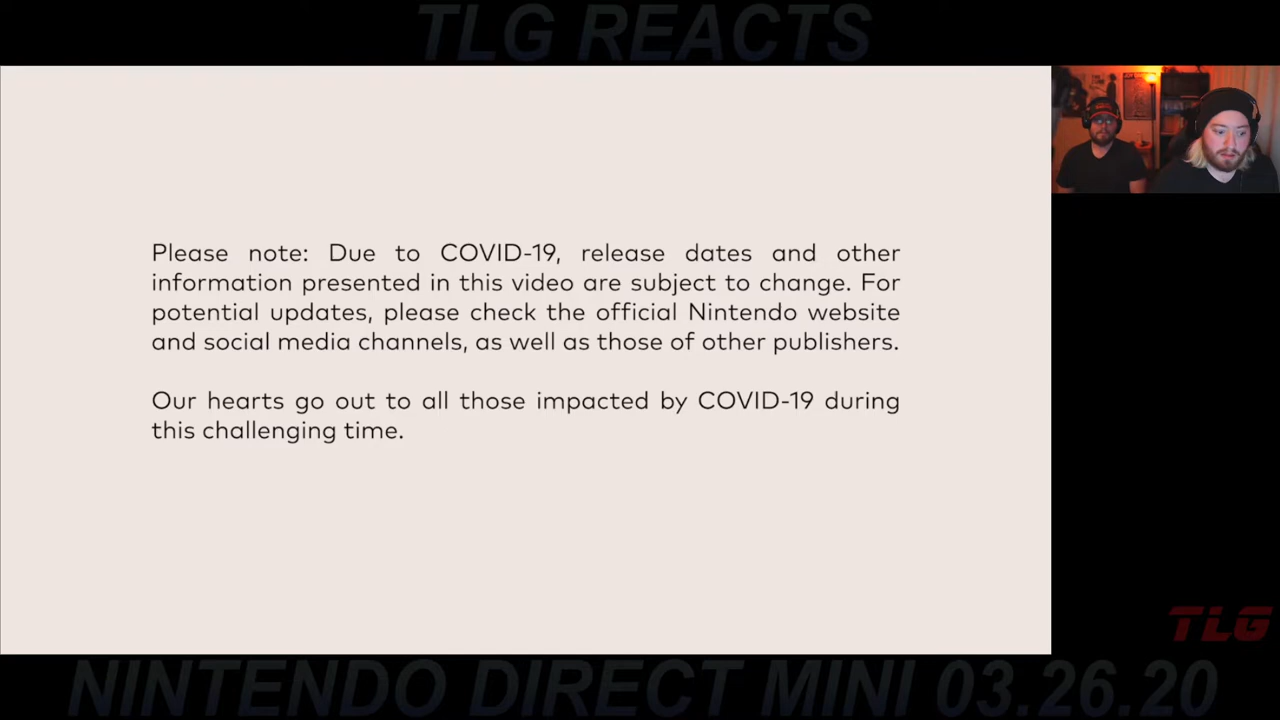 TLG REACTS
Please note: Due to COVID-19, release dates and other
information presented in this video are subject to change. For
potential updates, please check the official Nintendo website
and social media channels, as well as those of other publishers.
Our hearts go out to all those impacted by COVID-19 during
this challenging time.
TLG
NINTENDO DIRECT MINI 03.26.20